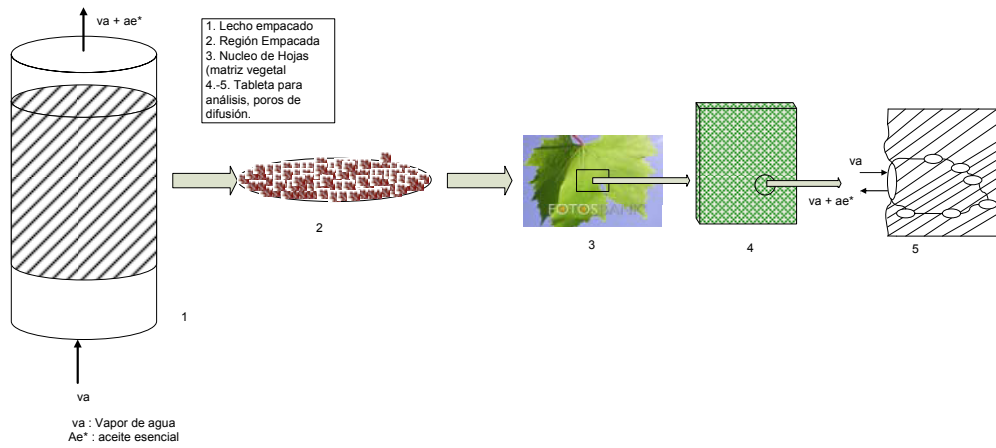 va + ae*
1. Lecho empacado
2. Región Empacada
3. Nucleo de Hojas
(matriz vegetal
4.-5. Tableta para
análisis, poros de
difusión.
va
va + ae*
FOTOSBANK
2
3
4
5
1
va
va : Vapor de agua
Ae* : aceite esencial